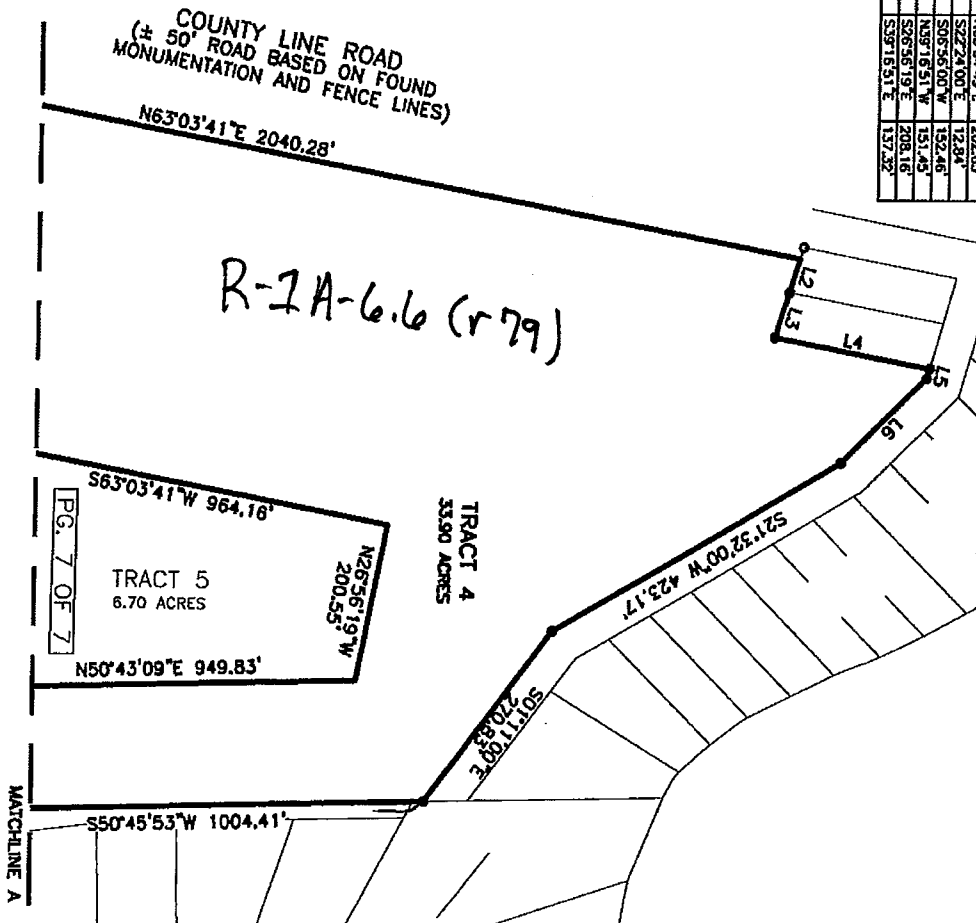 S22°24'00"E 12.84'
S06°56'00"W 152.46'
N39°16'51"W 151.45'
S26°56'19"E 208.16'
S39°16'51"E 137.32'
COUNTY LINE ROAD
(± 50' ROAD BASED ON FOUND
MONUMENTATION AND FENCE LINES)
N63°03'41"E 2040.28'
R-1A-6.6 (r79)
L2
L3
L4
L5
L6
S63°03'41"W 964.16'
TRACT 4
33.90 ACRES
PG. 7 OF 7
TRACT 5
6.70 ACRES
N26°56'19"W
200.55'
S21°32'00"W 423.17'
N50°43'09"E 949.83'
S01°11'00"E
270.83'
S50°45'53"W 1004.41'
MATCHLINE A